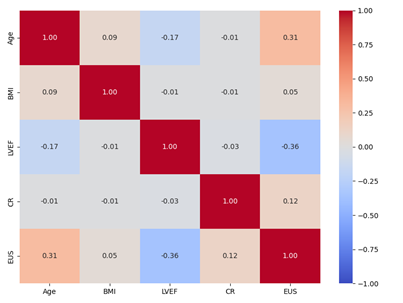 Age 1.00 0.09 -0.17 -0.01 0.31
BMI 0.09 1.00 -0.01 -0.01 0.05
LVEF -0.17 -0.01 1.00 -0.03 -0.36
CR -0.01 -0.01 -0.03 1.00 0.12
EUS 0.31 0.05 -0.36 0.12 1.00
Age BMI LVEF CR EUS
1.00
0.75
0.50
0.25
0.00
−0.25
−0.50
−0.75
−1.00